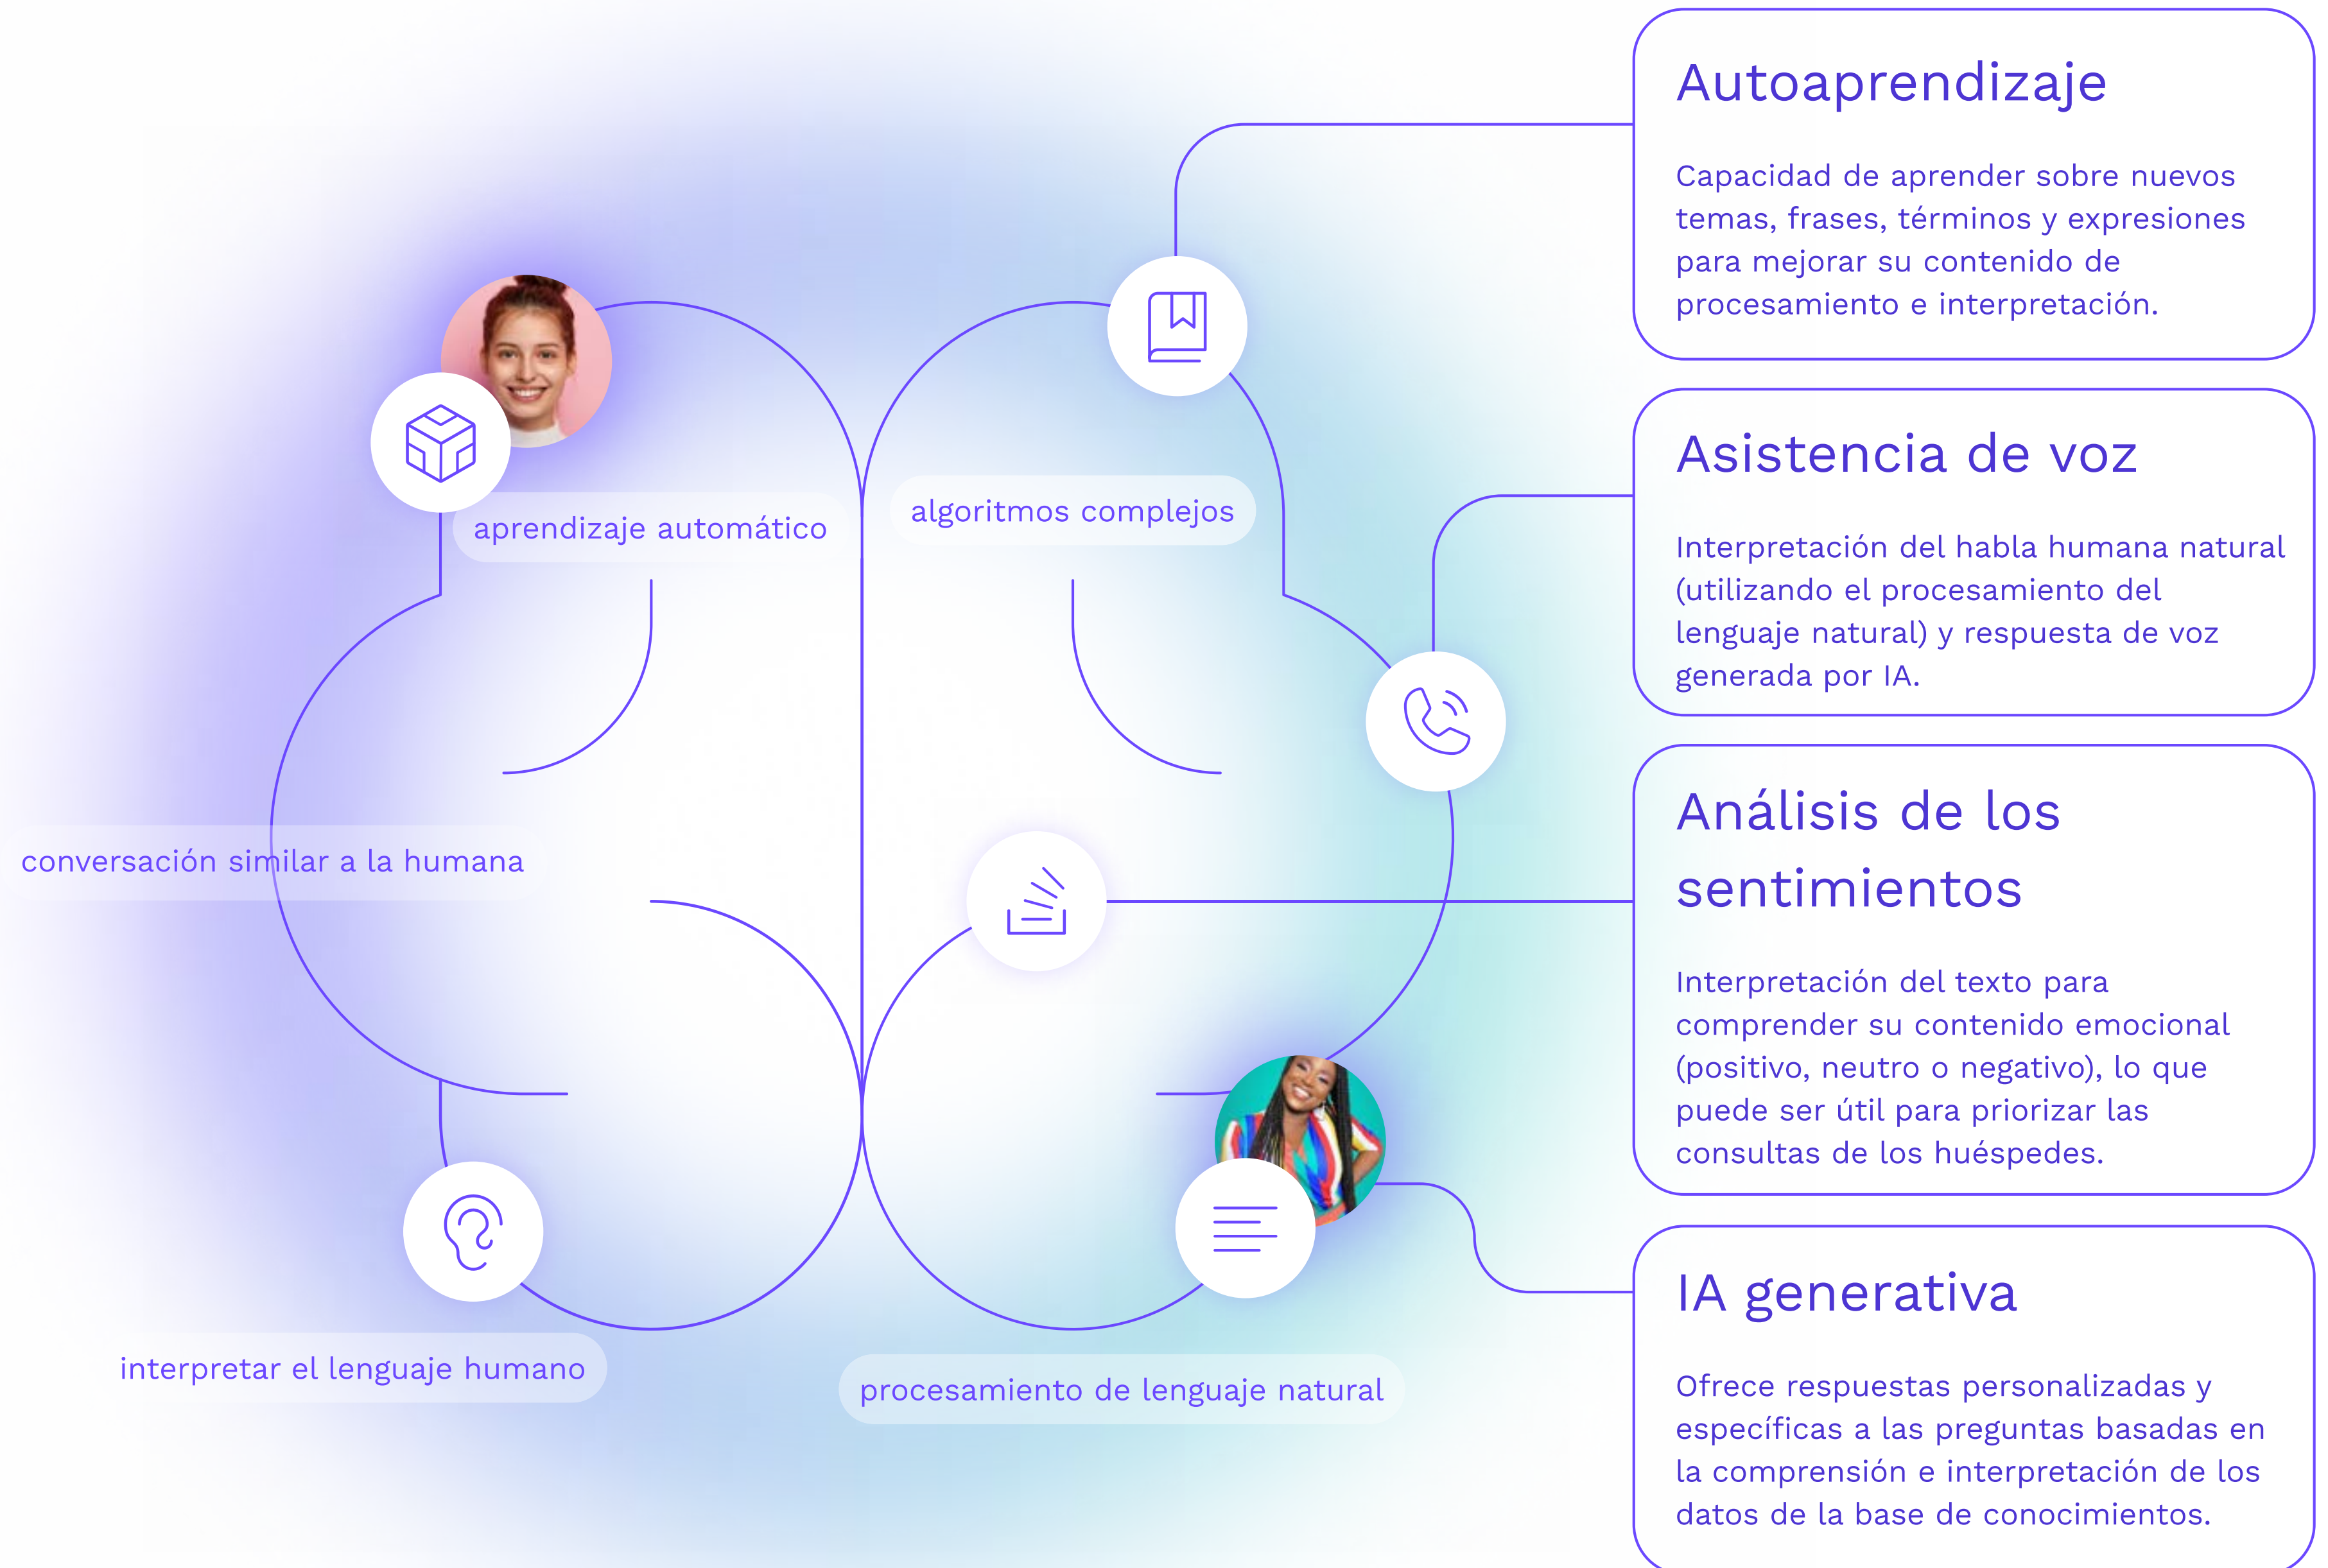 aprendizaje automático
algoritmos complejos
conversación similar a la humana
interpretar el lenguaje humano
procesamiento de lenguaje natural
Autoaprendizaje
Capacidad de aprender sobre nuevos
temas, frases, términos y expresiones
para mejorar su contenido de
procesamiento e interpretación.
Asistencia de voz
Interpretación del habla humana natural
(utilizando el procesamiento del
lenguaje natural) y respuesta de voz
generada por IA.
Análisis de los
sentimientos
Interpretación del texto para
comprender su contenido emocional
(positivo, neutro o negativo), lo que
puede ser útil para priorizar las
consultas de los huéspedes.
IA generativa
Ofrece respuestas personalizadas y
específicas a las preguntas basadas en
la comprensión e interpretación de los
datos de la base de conocimientos.